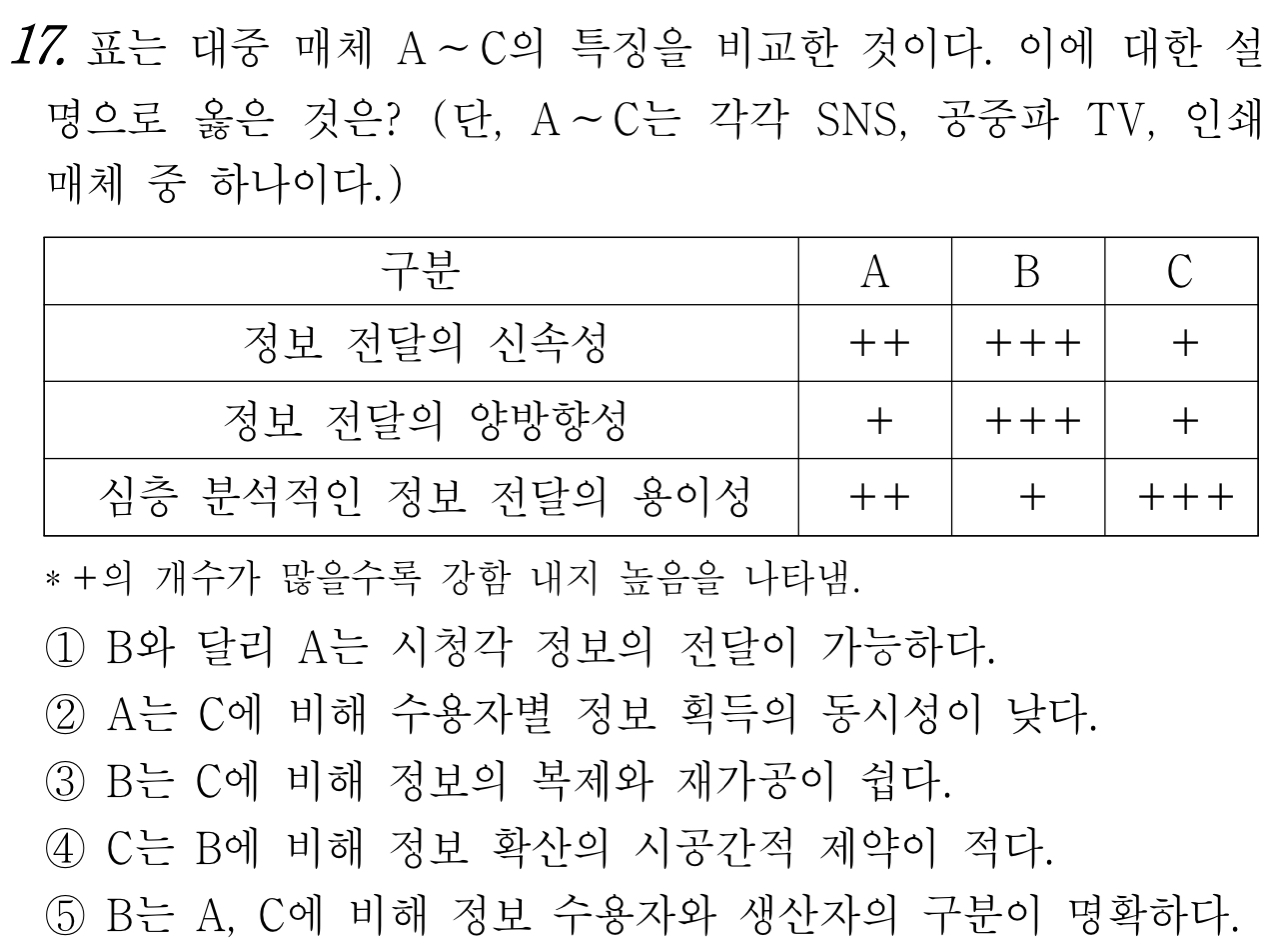 17. 표는 대중 매체 A～C의 특징을 비교한 것이다. 이에 대한 설
명으로 옳은 것은? (단, A～C는 각각 SNS, 공중파 TV, 인쇄
매체 중 하나이다.)
구분 A B C
정보 전달의 신속성 ++ +++ +
정보 전달의 양방향성 + +++ +
심층 분석적인 정보 전달의 용이성 ++ + +++
* +의 개수가 많을수록 강함 내지 높음을 나타냄.
① B와 달리 A는 시청각 정보의 전달이 가능하다.
② A는 C에 비해 수용자별 정보 획득의 동시성이 낮다.
③ B는 C에 비해 정보의 복제와 재가공이 쉽다.
④ C는 B에 비해 정보 확산의 시공간적 제약이 적다.
⑤ B는 A, C에 비해 정보 수용자와 생산자의 구분이 명확하다.